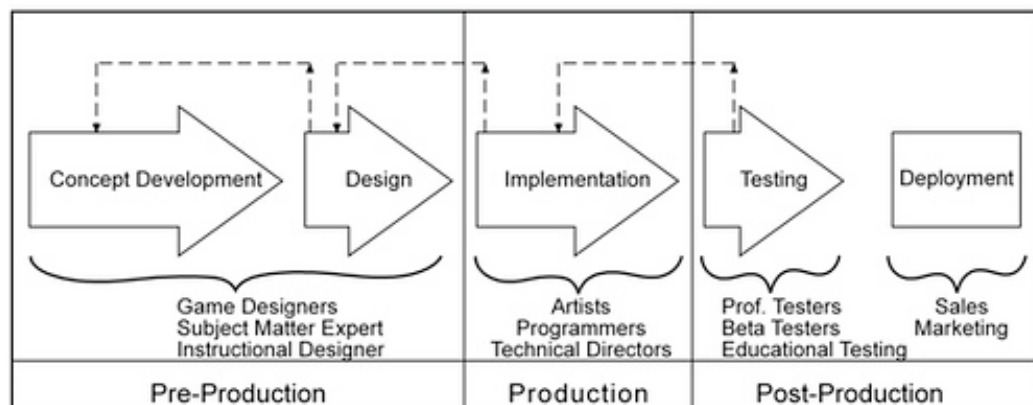 Concept Development
Design
Implementation
Testing
Deployment
Game Designers
Subject Matter Expert
Instructional Designer
Artists
Programmers
Technical Directors
Prof. Testers
Beta Testers
Educational Testing
Sales
Marketing
Pre-Production
Production
Post-Production